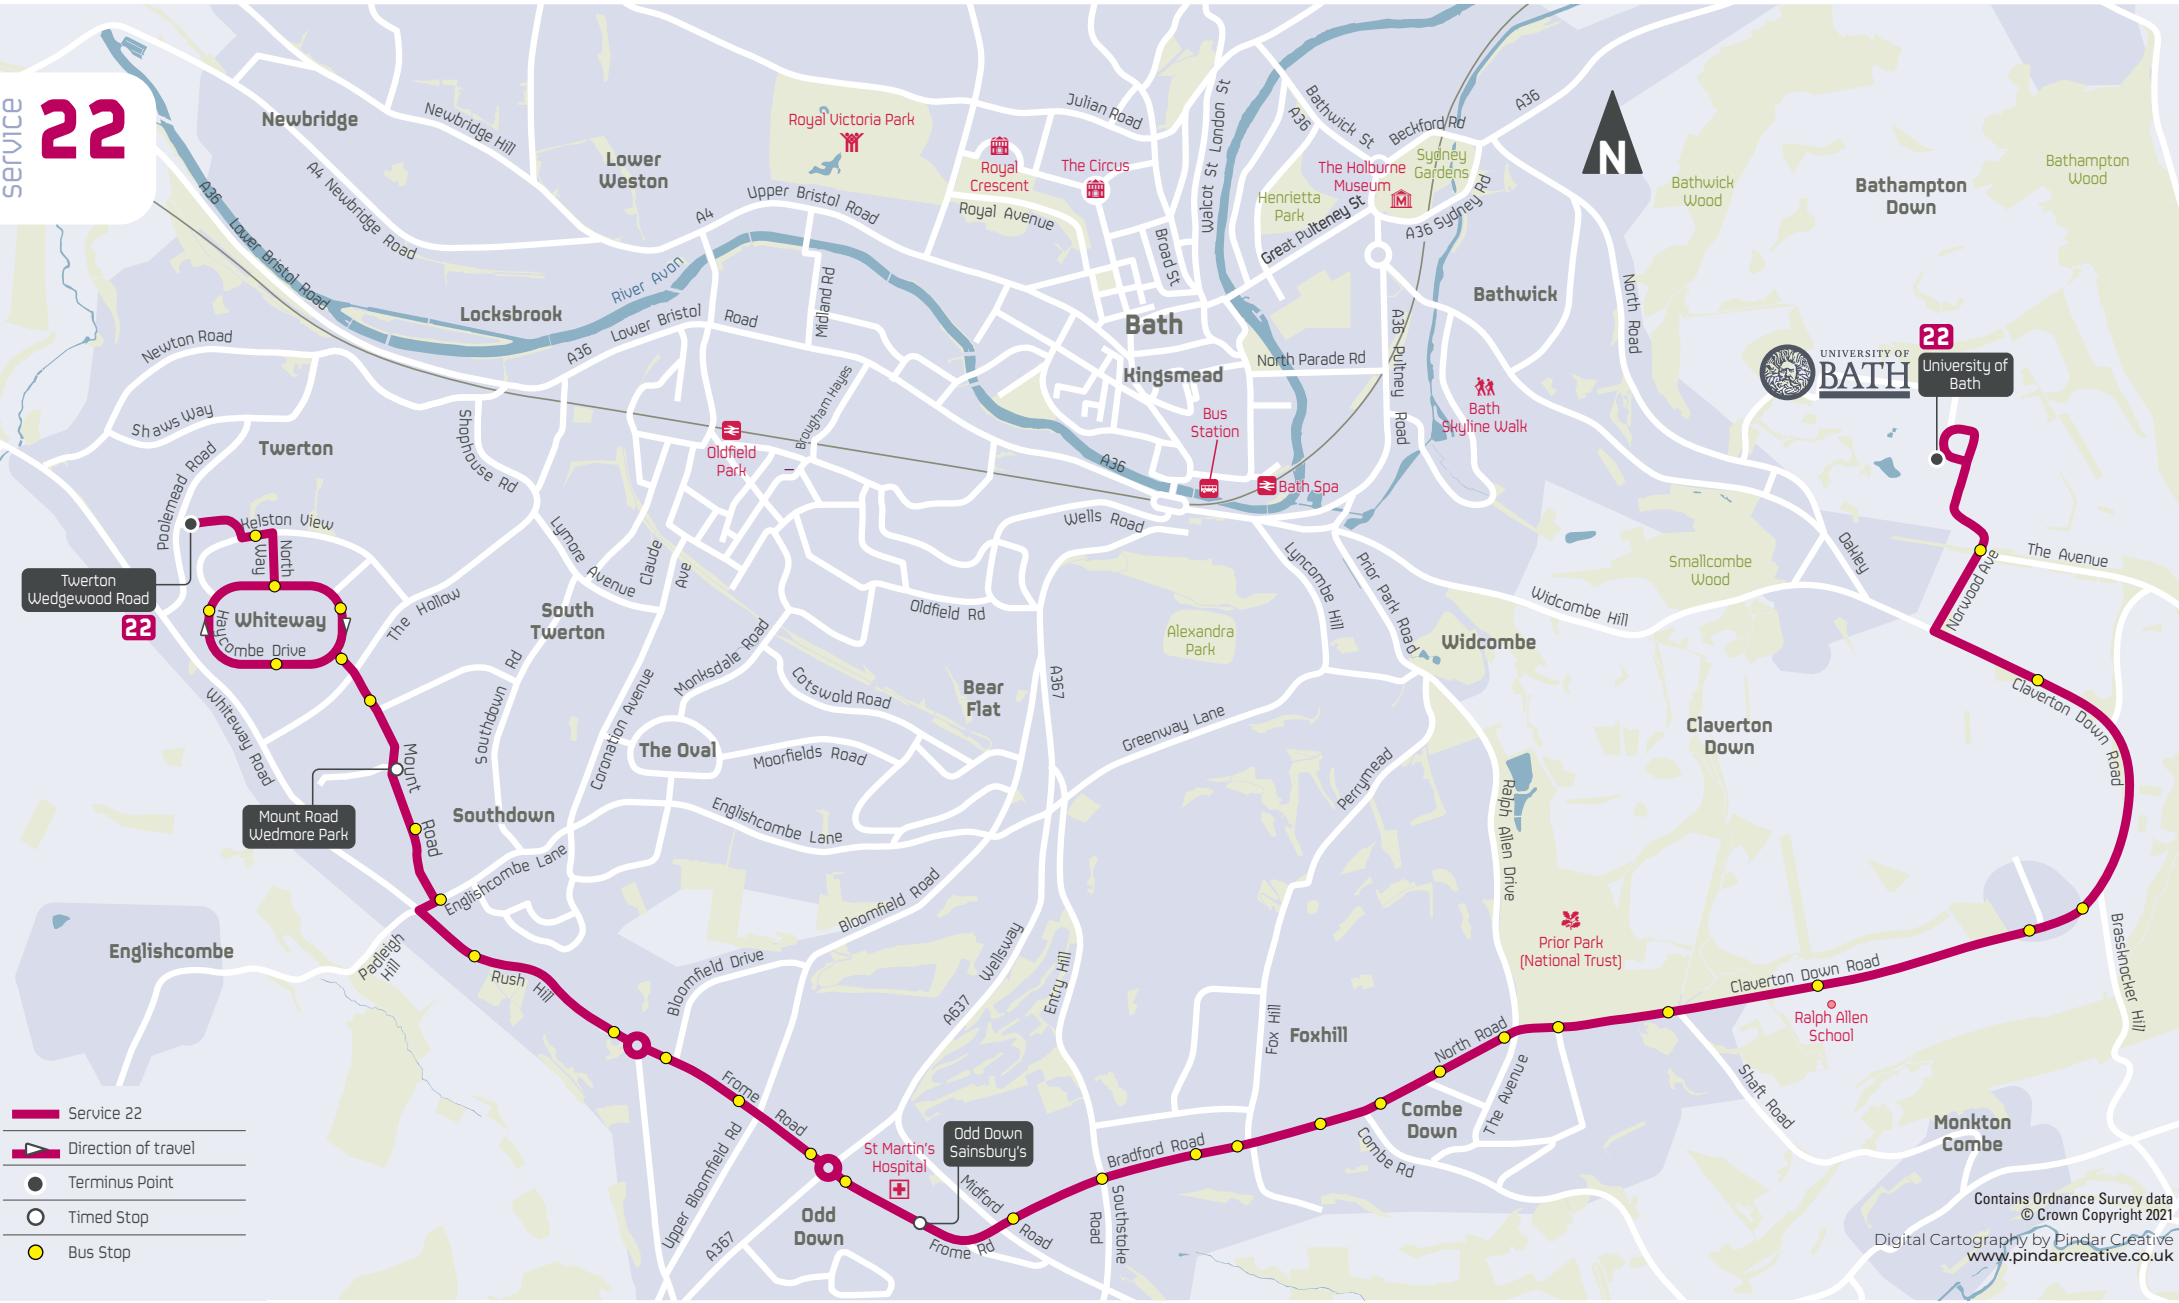 service
22
Newbridge
Newbridge Hill
A4 Newbridge Road
A36
Lower Bristol Road
Lower
Weston
Royal Victoria Park
Upper Bristol Road
A4
Royal
Crescent
The Circus
Julian Road
Royal Avenue
Broad St
Walcot St London St
A36
Bathwick St
Beckford Rd
A36
Sydney
Gardens
The Holburne
Museum
Henrietta
Park
Great Pulteney St
A36 Sydney Rd
N
Bathwick
Wood
Bathampton
Down
Bathampton
Wood
Bathwick
North Road
River Avon
Locksbrook
A36 Lower Bristol Road
Midland Rd
Bath
Kingsmead
North Parade Rd
A36 Pultney Road
Bath
Skyline Walk
22
University of
Bath
UNIVERSITY OF
BATH
Newton Road
Shaws Way
Twerton
Poolemead Road
Shophouse Rd
Oldfield
Park
Brougham Hayes
A36
Bus
Station
Bath Spa
Wells Road
Kelston View
North
Way
Twerton
Wedgewood Road
22
Whiteway
Haycombe Drive
The Hollow
Lymore Avenue
Claude
Ave
South
Twerton
Oldfield Rd
Monksdale Road
Alexandra
Park
Lyncombe Hill
Prior Park Road
Widcombe Hill
Widcombe
Smallcombe
Wood
Oakley
The Avenue
Norwood Ave
Whiteway Road
Southdown Rd
Coronation Avenue
Cotswold Road
Bear
Flat
A367
Greenway Lane
Claverton
Down
Claverton Down Road
The Oval
Moorfields Road
Mount
Road
Mount Road
Wedmore Park
Southdown
Englishcombe Lane
Englishcombe Lane
Perrymead
Ralph Allen Drive
Bloomfield Road
Englishcombe
Padleigh
Hill
Rush Hill
Bloomfield Drive
Wellsway
A637
Entry Hill
Prior Park
(National Trust)
Claverton Down Road
Brassknocker Hill
Ralph Allen
School
Fox Hill
Foxhill
North Road
The Avenue
Combe
Down
Combe Rd
Shaft Road
Monkton
Combe
Frome Road
Upper Bloomfield Rd
St Martin's
Hospital
Odd Down
Sainsbury's
Midford Road
Bradford Road
Southstoke
Road
Odd
Down
A367
Frome Rd
Service 22
Direction of travel
Terminus Point
Timed Stop
Bus Stop
Contains Ordnance Survey data
© Crown Copyright 2021
Digital Cartography by Pindar Creative
www.pindarcreative.co.uk